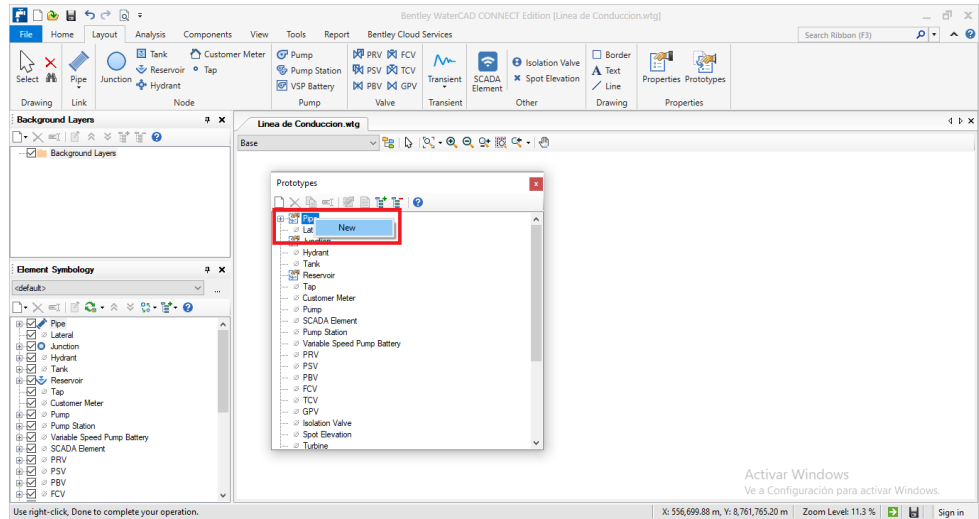 Bentley WaterCAD CONNECT Edition [Linea de Conduccion.wtg]
File Home Layout Analysis Components View Tools Report Bentley Cloud Services
Search Ribbon (F3)
Select
Pipe
Junction
Tank
Reservoir
Hydrant
Customer Meter
Tap
Pump
Pump Station
VSP Battery
PRV FCV
PSV TCV
PBV GPV
Transient
SCADA
Element
Isolation Valve
Spot Elevation
Border
Text
Line
Properties Prototypes
Drawing Link Node Pump Valve Transient Other Drawing Properties
Background Layers
Background Layers
Element Symbology
<default>
...
Pipe
Lateral
Junction
Hydrant
Tank
Reservoir
Tap
Customer Meter
Pump
Pump Station
Variable Speed Pump Battery
SCADA Element
PRV
PSV
PBV
FCV
Linea de Conduccion.wtg
Base
Prototypes
Pipe
New
Lat
Junction
Hydrant
Tank
Reservoir
Tap
Customer Meter
Pump
SCADA Element
Pump Station
Variable Speed Pump Battery
PRV
PSV
PBV
FCV
TCV
GPV
Isolation Valve
Spot Elevation
Turbine
Activar Windows
Ve a Configuración para activar Windows.
Use right-click, Done to complete your operation.
X: 556,699.88 m, Y: 8,761,765.20 m Zoom Level: 11.3 % Sign in